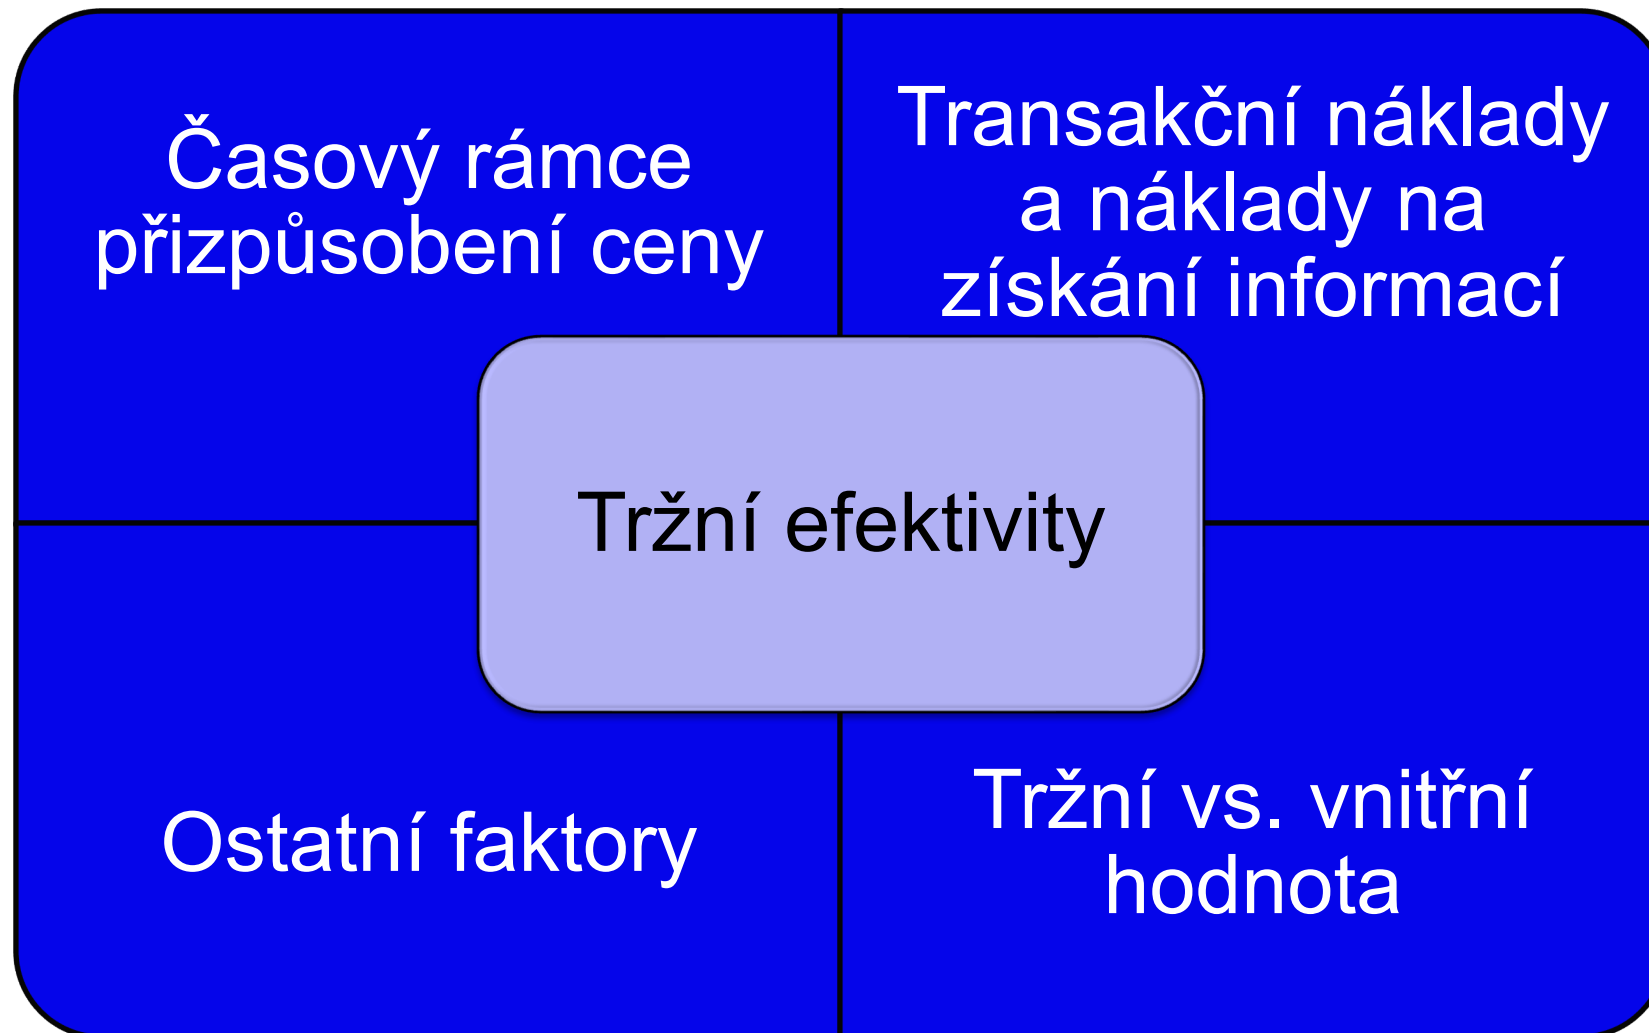 Časový rámce
přizpůsobení ceny
Transakční náklady
a náklady na
získání informací
Tržní efektivity
Ostatní faktory
Tržní vs. vnitřní
hodnota